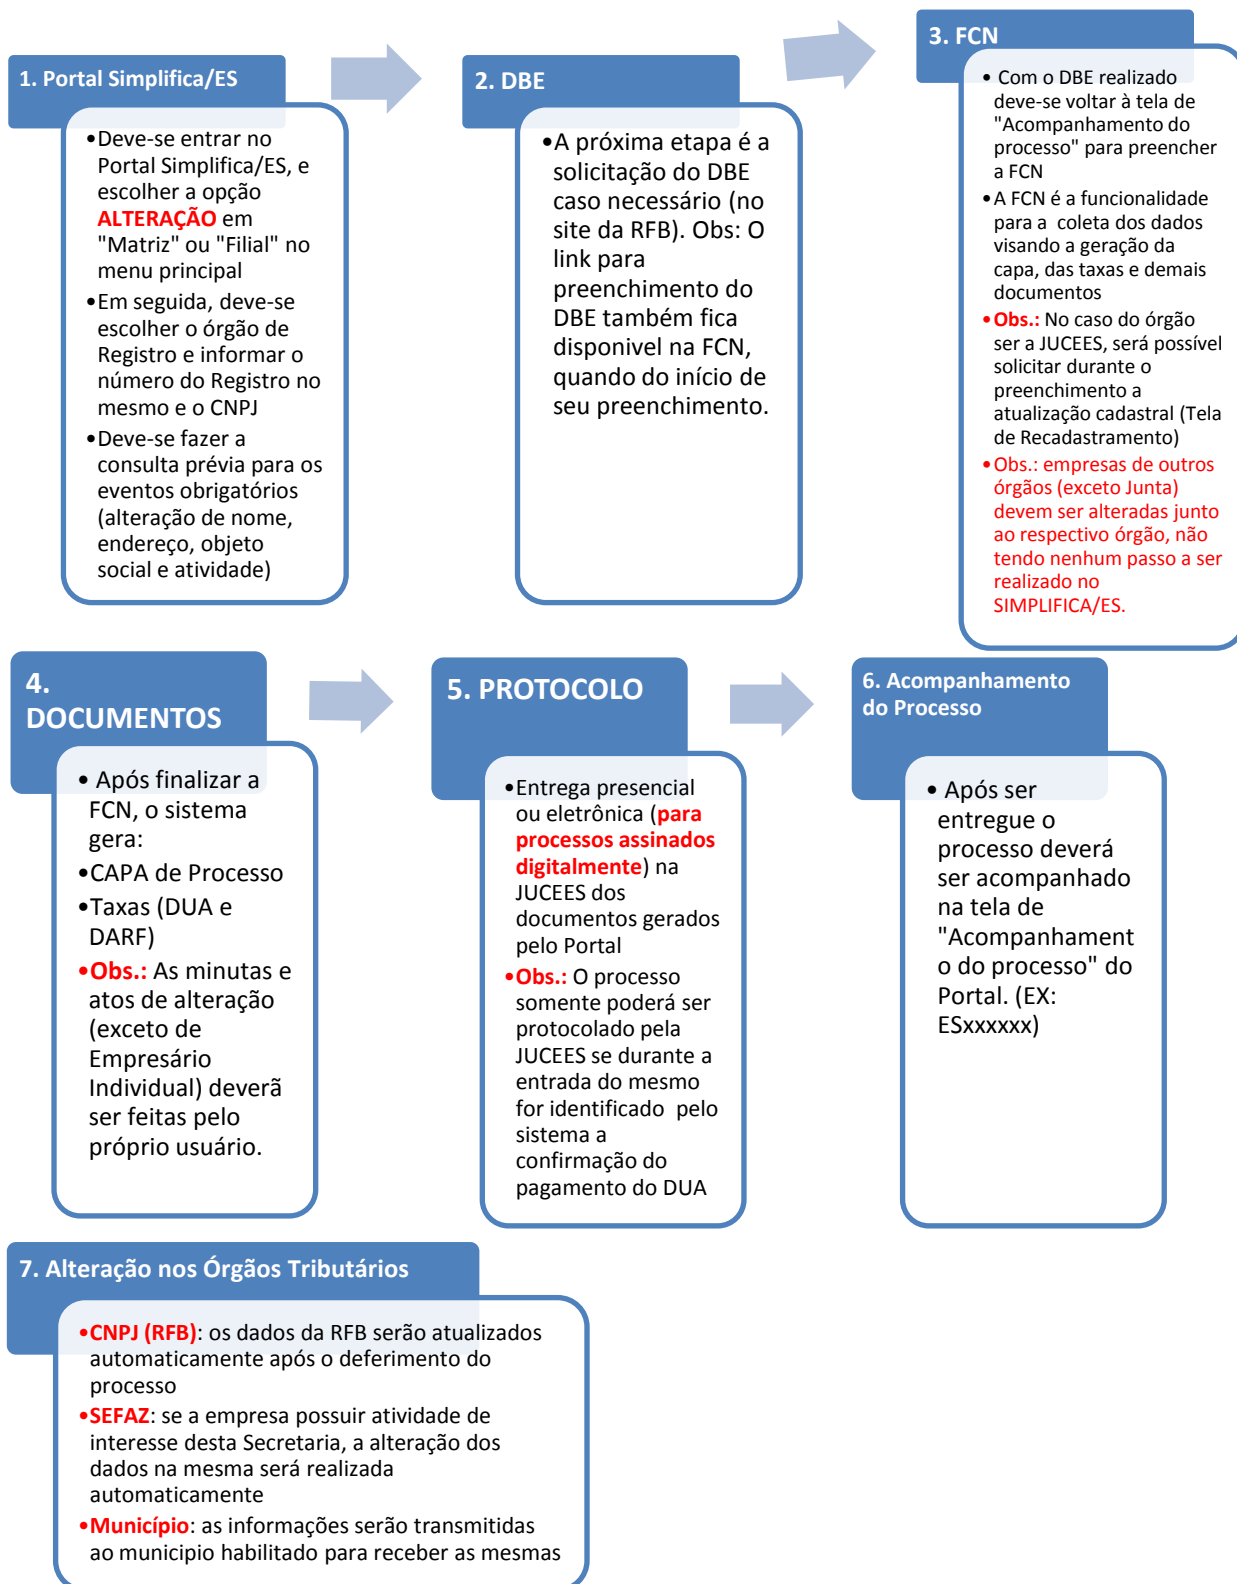 1. Portal Simplifica/ES
•Deve-se entrar no
Portal Simplifica/ES, e
escolher a opção
ALTERAÇÃO em
"Matriz" ou "Filial" no
menu principal
•Em seguida, deve-se
escolher o órgão de
Registro e informar o
número do Registro no
mesmo e o CNPJ
•Deve-se fazer a
consulta prévia para os
eventos obrigatórios
(alteração de nome,
endereço, objeto
social e atividade)
2. DBE
•A próxima etapa é a
solicitação do DBE
caso necessário (no
site da RFB). Obs: O
link para
preenchimento do
DBE também fica
disponivel na FCN,
quando do início de
seu preenchimento.
3. FCN
• Com o DBE realizado
deve-se voltar à tela de
"Acompanhamento do
processo" para preencher
a FCN
•A FCN é a funcionalidade
para a coleta dos dados
visando a geração da
capa, das taxas e demais
documentos
•Obs.: No caso do órgão
ser a JUCEES, será possível
solicitar durante o
preenchimento a
atualização cadastral (Tela
de Recadastramento)
•Obs.: empresas de outros
órgãos (exceto Junta)
devem ser alteradas junto
ao respectivo órgão, não
tendo nenhum passo a ser
realizado no
SIMPLIFICA/ES.
4.
DOCUMENTOS
• Após finalizar a
FCN, o sistema
gera:
•CAPA de Processo
•Taxas (DUA e
DARF)
•Obs.: As minutas e
atos de alteração
(exceto de
Empresário
Individual) deverã
ser feitas pelo
próprio usuário.
5. PROTOCOLO
•Entrega presencial
ou eletrônica (para
processos assinados
digitalmente) na
JUCEES dos
documentos gerados
pelo Portal
•Obs.: O processo
somente poderá ser
protocolado pela
JUCEES se durante a
entrada do mesmo
for identificado pelo
sistema a
confirmação do
pagamento do DUA
6. Acompanhamento
do Processo
• Após ser
entregue o
processo deverá
ser acompanhado
na tela de
"Acompanhament
o do processo" do
Portal. (EX:
ESxxxxxx)
7. Alteração nos Órgãos Tributários
•CNPJ (RFB): os dados da RFB serão atualizados
automaticamente após o deferimento do
processo
•SEFAZ: se a empresa possuir atividade de
interesse desta Secretaria, a alteração dos
dados na mesma será realizada
automaticamente
•Município: as informações serão transmitidas
ao municipio habilitado para receber as mesmas